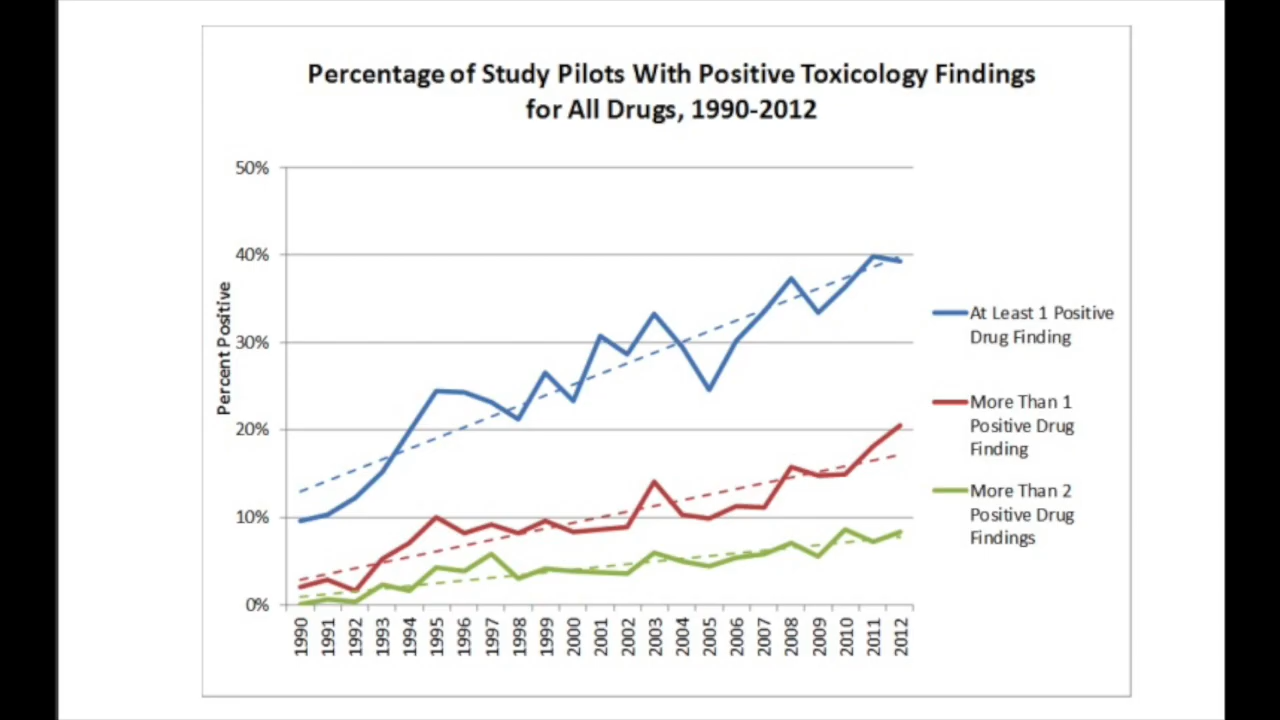 Percentage of Study Pilots With Positive Toxicology Findings
for All Drugs, 1990-2012
50%
40%
30%
20%
10%
0%
Percent Positive
1990
1991
1992
1993
1994
1995
1996
1997
1998
1999
2000
2001
2002
2003
2004
2005
2006
2007
2008
2009
2010
2011
2012
At Least 1 Positive
Drug Finding
More Than 1
Positive Drug
Finding
More Than 2
Positive Drug
Findings